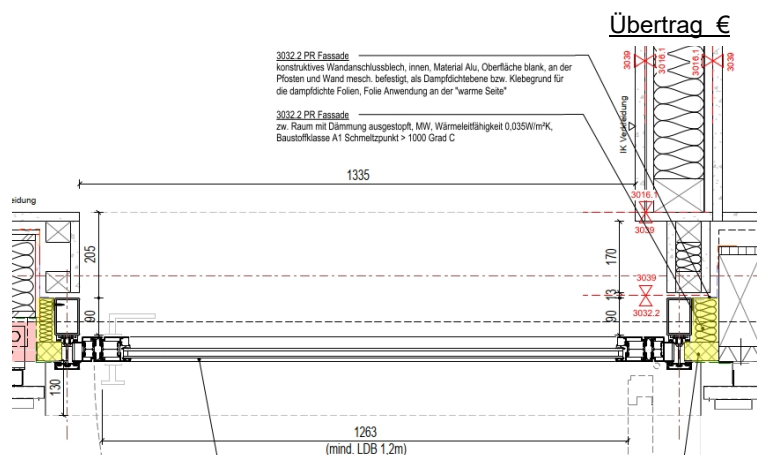 Übertrag €
3032.2 PR Fassade
konstruktives Wandanschlussblech, innen, Material Alu, Oberfläche blank, an der
Pfosten und Wand mesch. befestigt, als Dampfdichtebene bzw. Klebegrund für
die dampfdichte Folien, Folie Anwendung an der "warme Seite"
3032.2 PR Fassade
zw. Raum mit Dämmung ausgestopft, MW, Wärmeleitfähigkeit 0,035W/m²K,
Baustoffklasse A1 Schmeltzpunkt > 1000 Grad C
3039
3016.1
3016.1
3039
IK Verkleidung
1335
3016.1
3039
eidung
205
170
3039
13
90
90
3032.2
130
1263
(mind. LDB 1,2m)